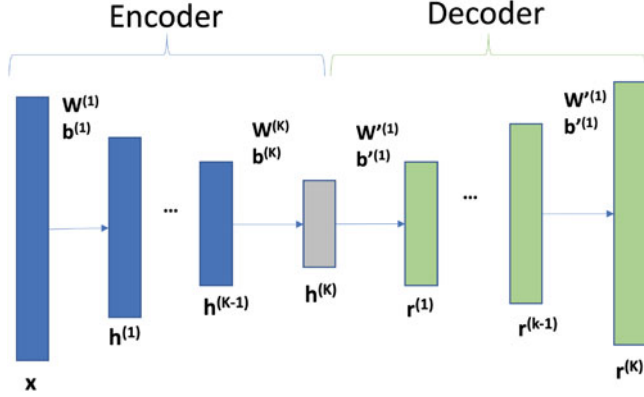 Encoder
Decoder
W(1)
b(1)
W(K)
b(K)
W'(1)
b'(1)
W'(1)
b'(1)
...
...
x
h(1)
h(K-1)
h(K)
r(1)
r(k-1)
r(K)